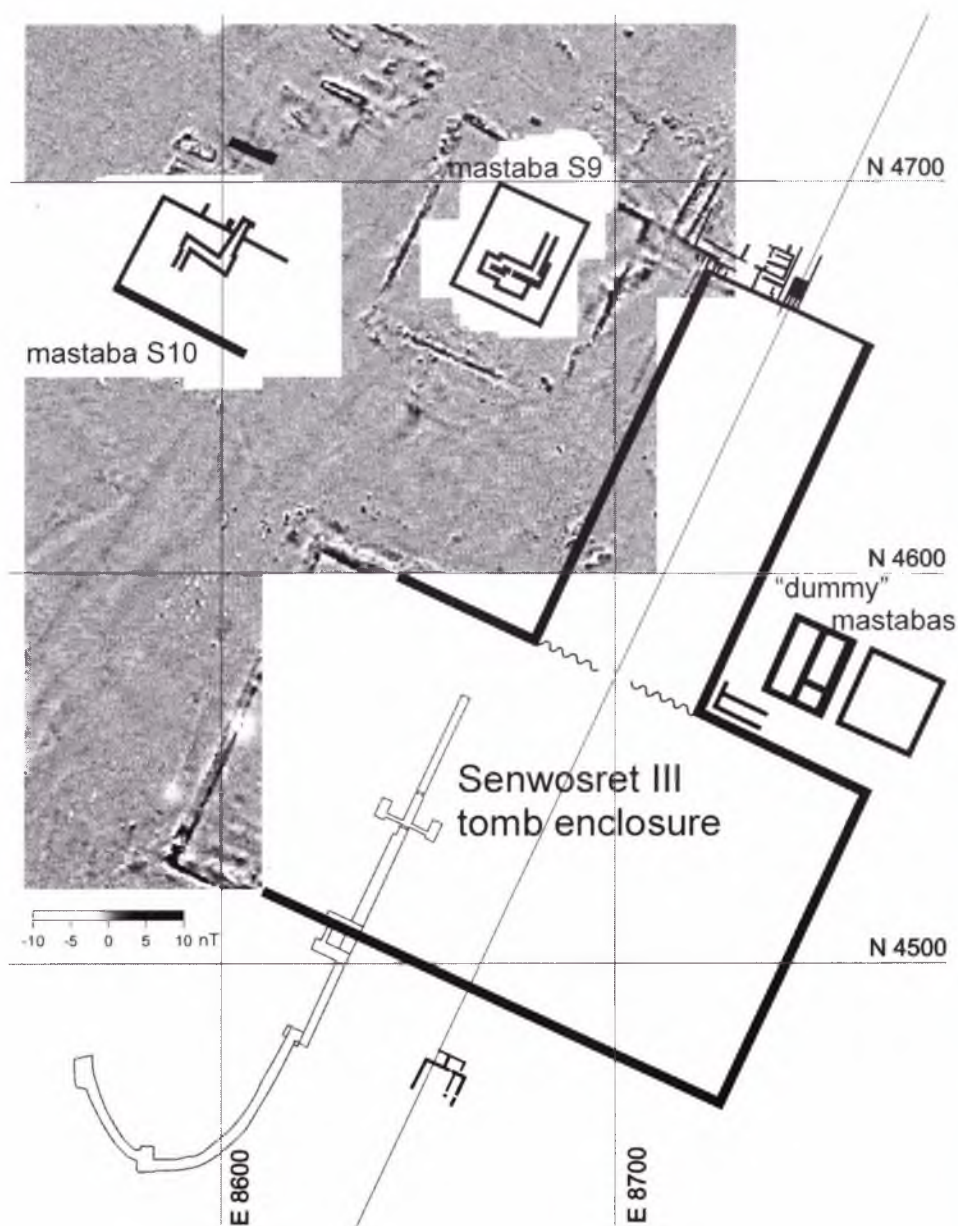 mastaba S9
N 4700
mastaba S10
N 4600
"dummy"
mastabas
Senwosret III
tomb enclosure
-10 -5 0 5 10 nT
N 4500
E 8600
E 8700